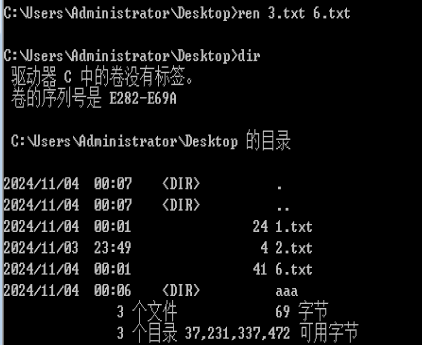 C:\Users\Administrator\Desktop>ren 3.txt 6.txt
C:\Users\Administrator\Desktop>dir
驱动器 C 中的卷没有标签。
卷的序列号是 E282-E69A
C:\Users\Administrator\Desktop 的目录
2024/11/04 00:07 <DIR> .
2024/11/04 00:07 <DIR> ..
2024/11/04 00:01 24 1.txt
2024/11/03 23:49 4 2.txt
2024/11/04 00:01 41 6.txt
2024/11/04 00:06 <DIR> aaa
3 个文件 69 字节
3 个目录 37,231,337,472 可用字节